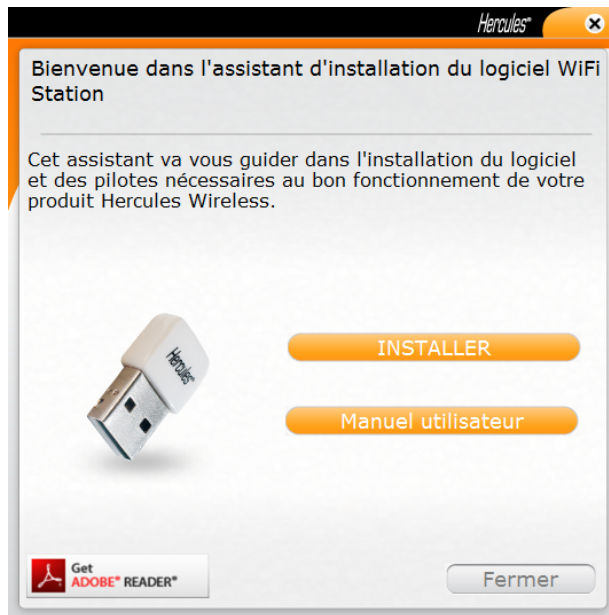 Hercules®
Bienvenue dans l'assistant d'installation du logiciel WiFi
Station
Cet assistant va vous guider dans l'installation du logiciel
et des pilotes nécessaires au bon fonctionnement de votre
produit Hercules Wireless.
Hercules®
INSTALLER
Manuel utilisateur
Get
ADOBE® READER®
Fermer